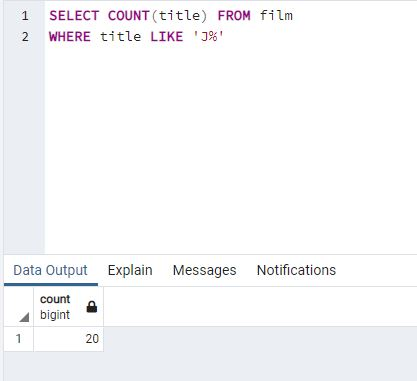 1 SELECT COUNT(title) FROM film
2 WHERE title LIKE 'J%'
Data Output Explain Messages Notifications
count
bigint
1 20